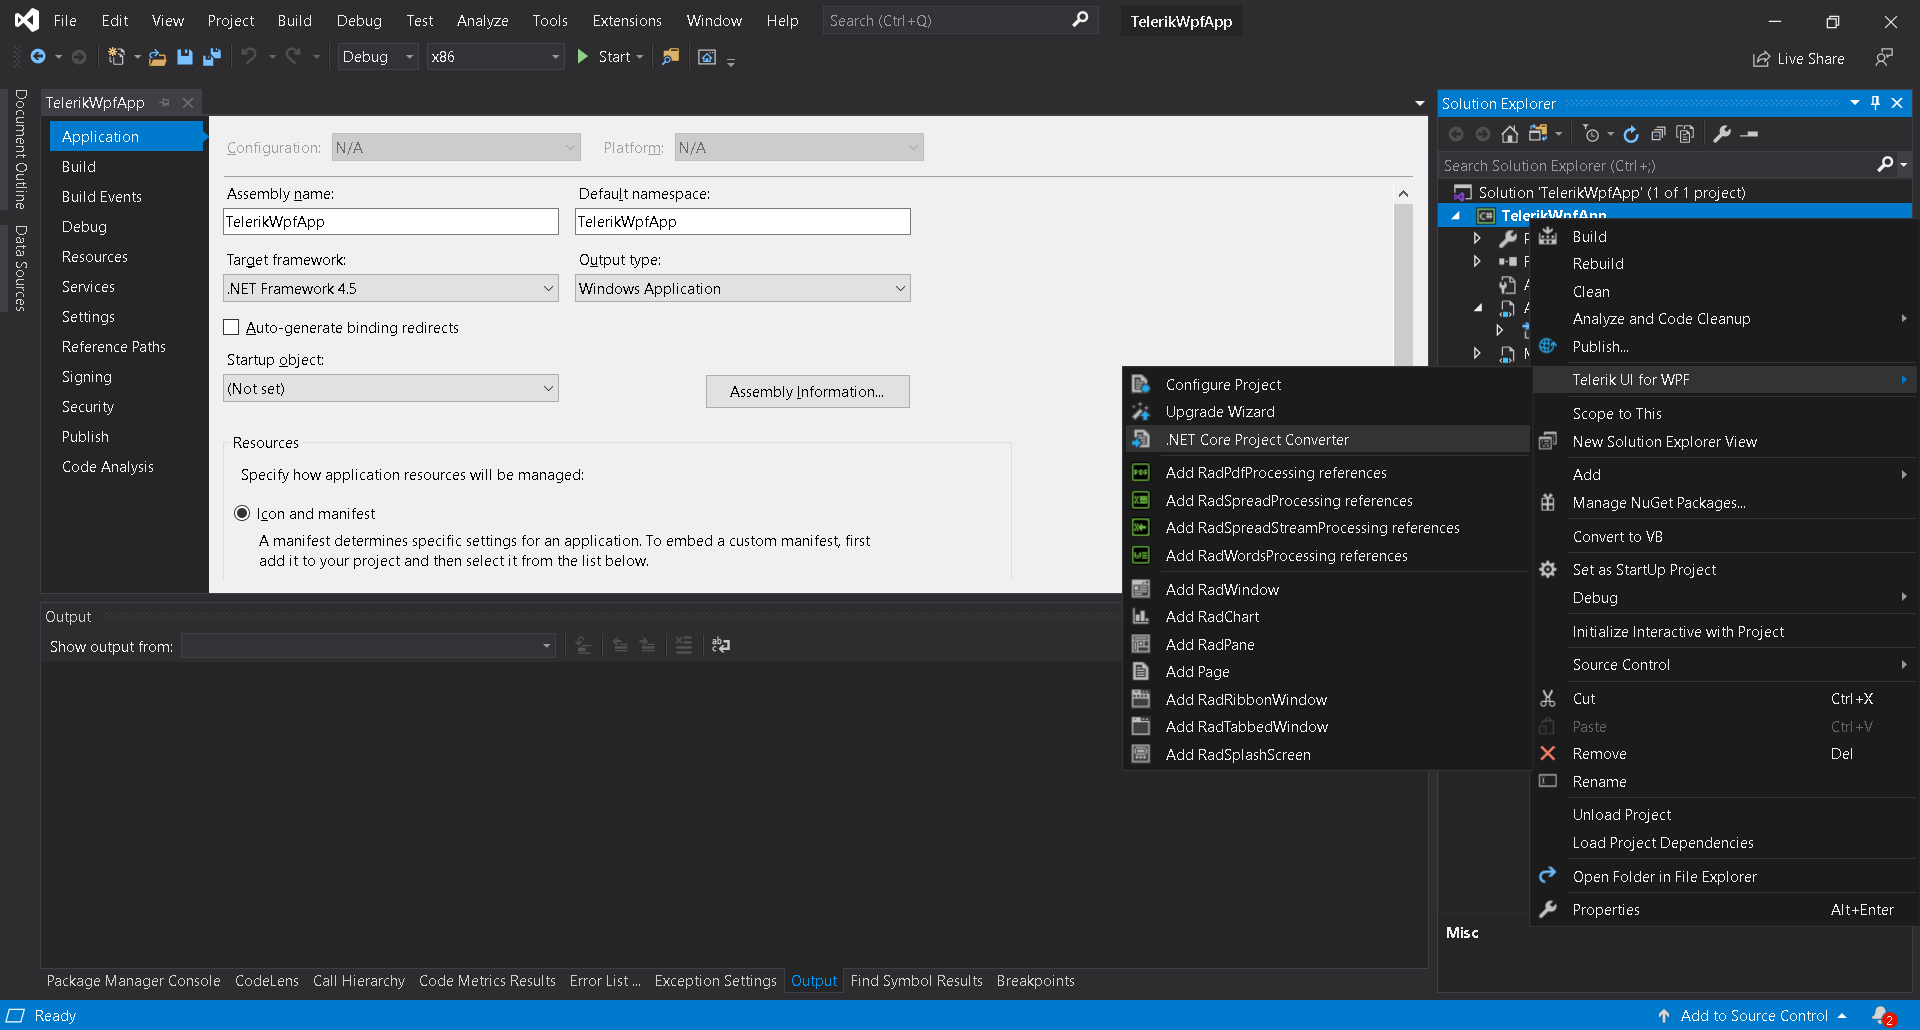 File Edit View Project Build Debug Test Analyze Tools Extensions Window Help Search (Ctrl+Q) TelerikWpfApp
Debug x86 Start Live Share
Document Outline
Data Sources
TelerikWpfApp
Application
Build
Build Events
Debug
Resources
Services
Settings
Reference Paths
Signing
Security
Publish
Code Analysis
Configuration: N/A Platform: N/A
Assembly name: Default namespace:
TelerikWpfApp TelerikWpfApp
Target framework: Output type:
.NET Framework 4.5 Windows Application
Auto-generate binding redirects
Startup object:
(Not set) Assembly Information...
Resources
Specify how application resources will be managed:
Icon and manifest
A manifest determines specific settings for an application. To embed a custom manifest, first
add it to your project and then select it from the list below.
Solution Explorer
Search Solution Explorer (Ctrl+;)
Solution 'TelerikWpfApp' (1 of 1 project)
C# TelerikWpfApp
Build
Rebuild
Clean
Analyze and Code Cleanup
Publish...
Telerik UI for WPF
Scope to This
New Solution Explorer View
Add
Manage NuGet Packages...
Convert to VB
Set as StartUp Project
Debug
Initialize Interactive with Project
Source Control
Cut Ctrl+X
Paste Ctrl+V
Remove Del
Rename
Unload Project
Load Project Dependencies
Open Folder in File Explorer
Properties Alt+Enter
Configure Project
Upgrade Wizard
.NET Core Project Converter
PDF Add RadPdfProcessing references
Add RadSpreadProcessing references
Add RadSpreadStreamProcessing references
Add RadWordsProcessing references
Add RadWindow
Add RadChart
Add RadPane
Add Page
Add RadRibbonWindow
Add RadTabbedWindow
Add RadSplashScreen
Misc
Output
Show output from:
Package Manager Console CodeLens Call Hierarchy Code Metrics Results Error List ... Exception Settings Output Find Symbol Results Breakpoints
Ready Add to Source Control 2